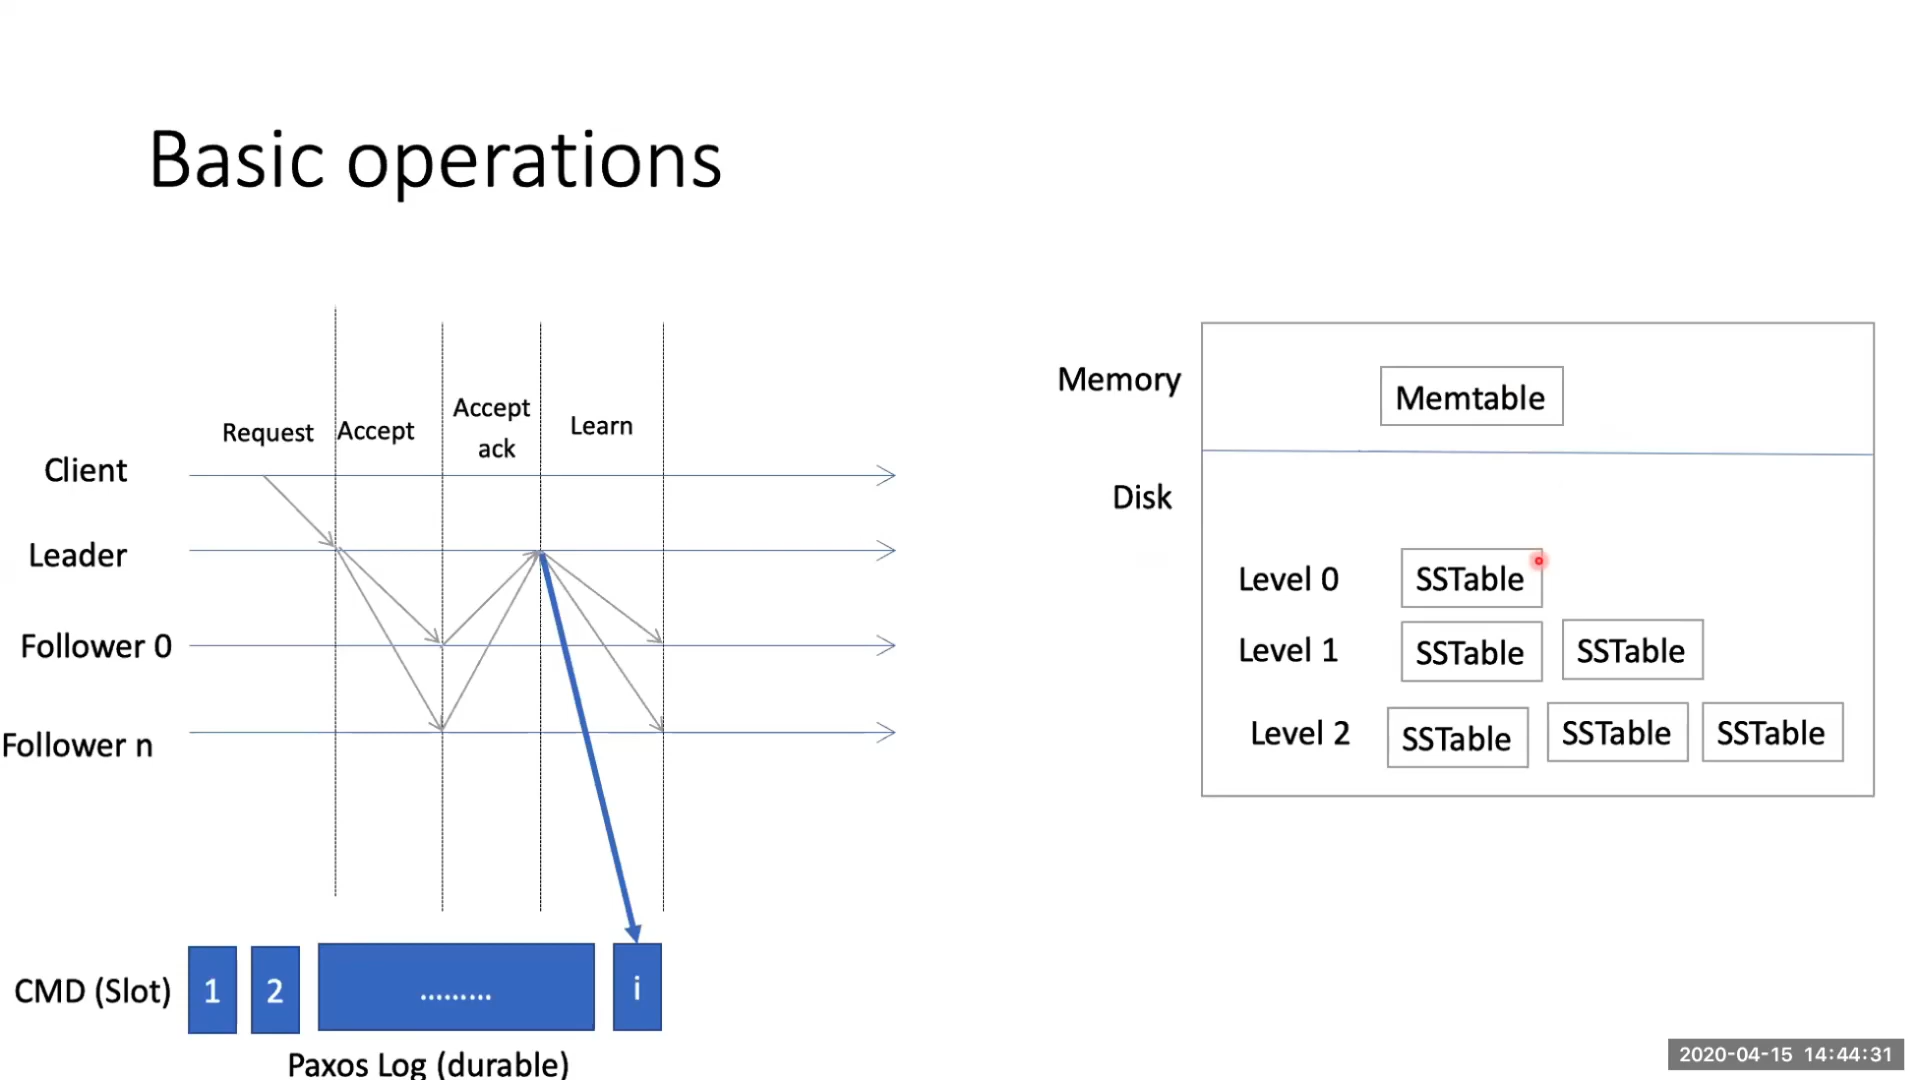 Basic operations
Request
Accept
Accept
ack
Learn
Client
Leader
Follower 0
Follower n
CMD (Slot)
1
2
.........
i
Paxos Log (durable)
Memory
Memtable
Disk
Level 0
SSTable
Level 1
SSTable
SSTable
Level 2
SSTable
SSTable
SSTable
2020-04-15 14:44:31